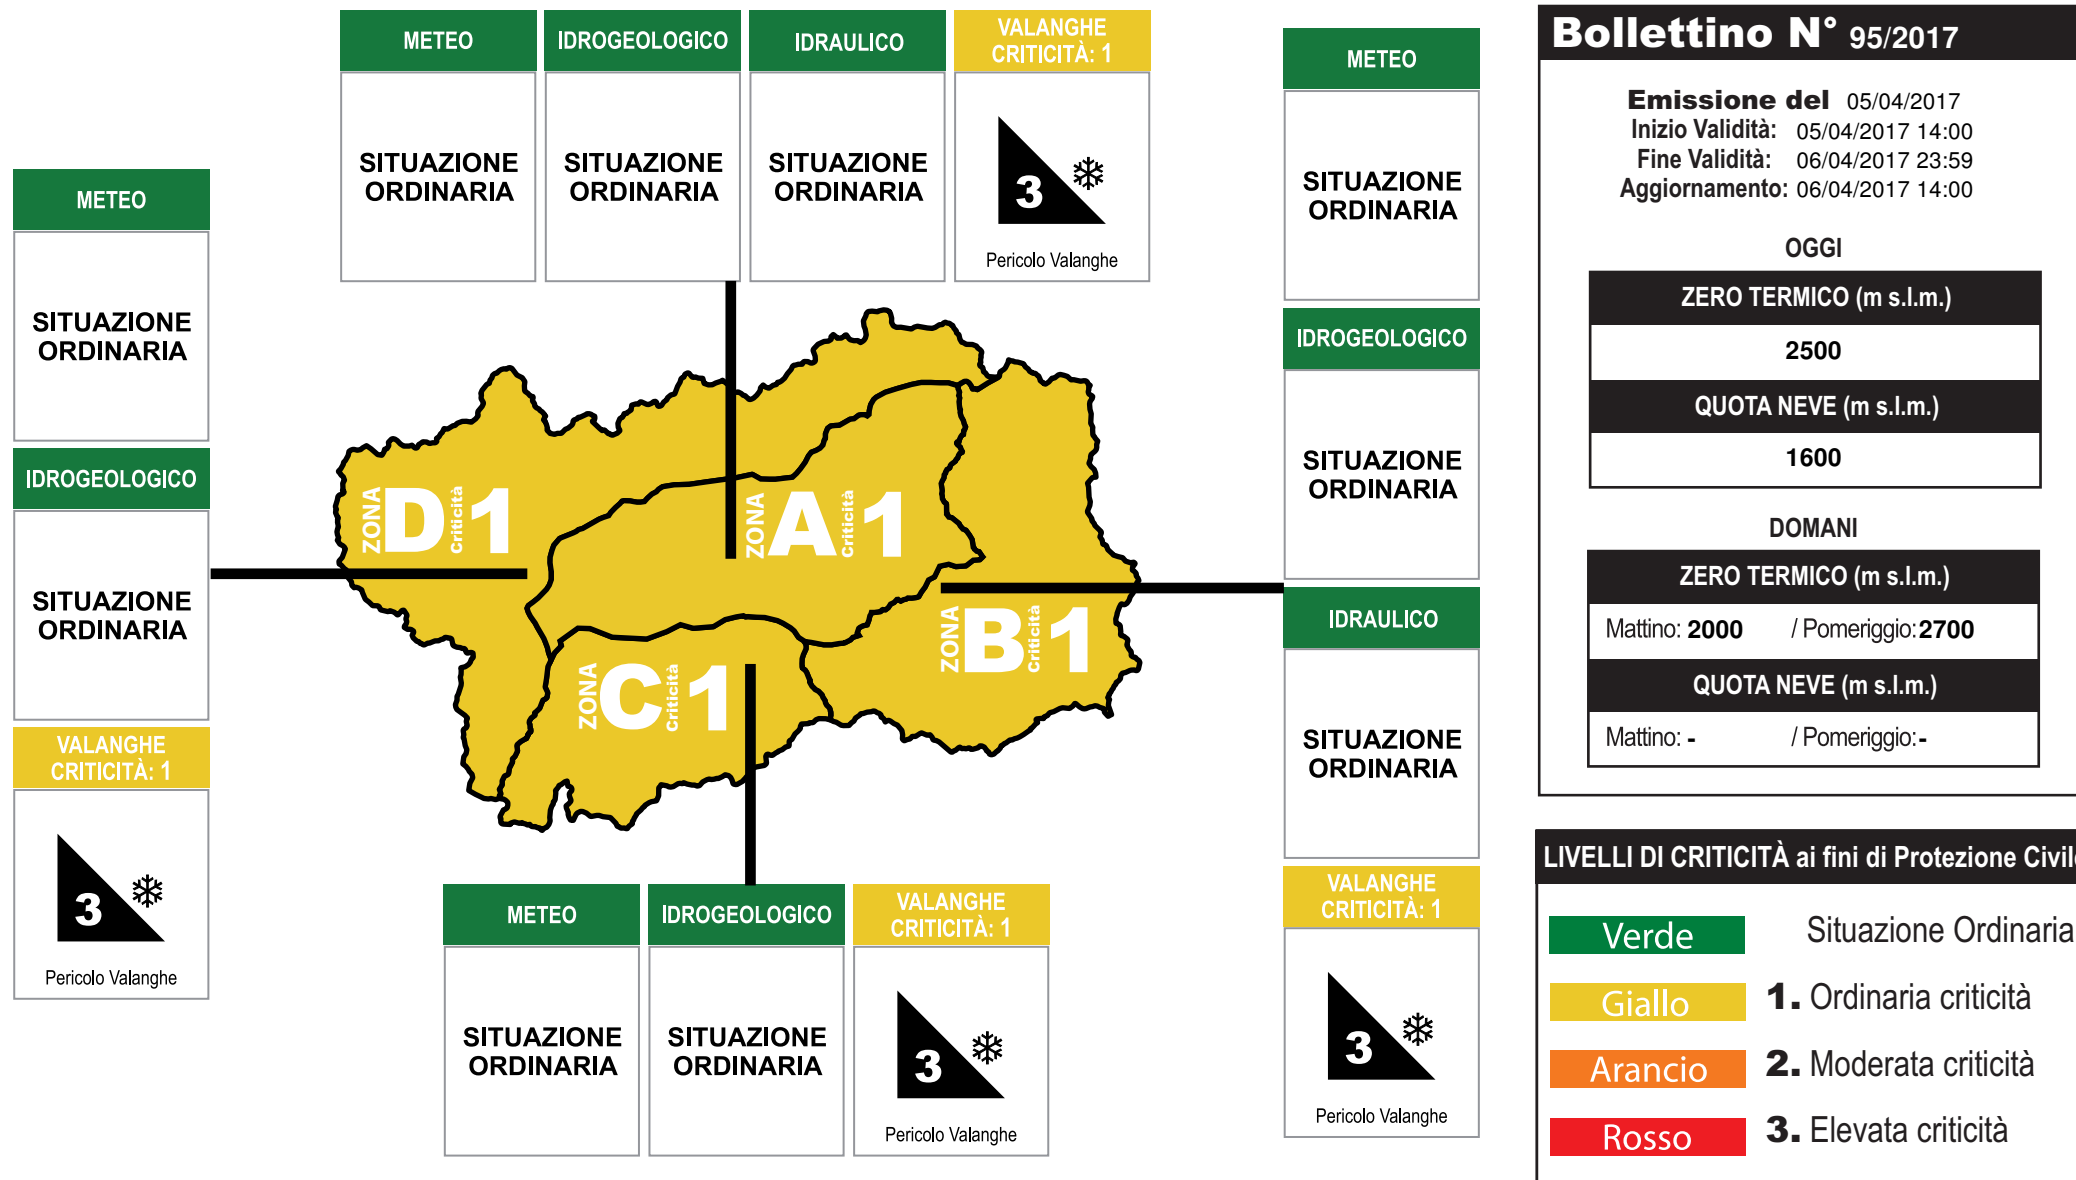 METEO
IDROGEOLOGICO
IDRAULICO
VALANGHE
CRITICITÀ: 1
SITUAZIONE
ORDINARIA
SITUAZIONE
ORDINARIA
SITUAZIONE
ORDINARIA
3
Pericolo Valanghe
METEO
SITUAZIONE
ORDINARIA
IDROGEOLOGICO
SITUAZIONE
ORDINARIA
VALANGHE
CRITICITÀ: 1
3
Pericolo Valanghe
ZONA D Criticità 1
ZONA A Criticità 1
ZONA B Criticità 1
ZONA C Criticità 1
METEO
IDROGEOLOGICO
VALANGHE
CRITICITÀ: 1
SITUAZIONE
ORDINARIA
SITUAZIONE
ORDINARIA
3
Pericolo Valanghe
METEO
SITUAZIONE
ORDINARIA
IDROGEOLOGICO
SITUAZIONE
ORDINARIA
IDRAULICO
SITUAZIONE
ORDINARIA
VALANGHE
CRITICITÀ: 1
3
Pericolo Valanghe
Bollettino N° 95/2017
Emissione del 05/04/2017
Inizio Validità: 05/04/2017 14:00
Fine Validità: 06/04/2017 23:59
Aggiornamento: 06/04/2017 14:00
OGGI
ZERO TERMICO (m s.l.m.)
2500
QUOTA NEVE (m s.l.m.)
1600
DOMANI
ZERO TERMICO (m s.l.m.)
Mattino: 2000 / Pomeriggio: 2700
QUOTA NEVE (m s.l.m.)
Mattino: - / Pomeriggio: -
LIVELLI DI CRITICITÀ ai fini di Protezione Civile
Verde Situazione Ordinaria
Giallo 1. Ordinaria criticità
Arancio 2. Moderata criticità
Rosso 3. Elevata criticità